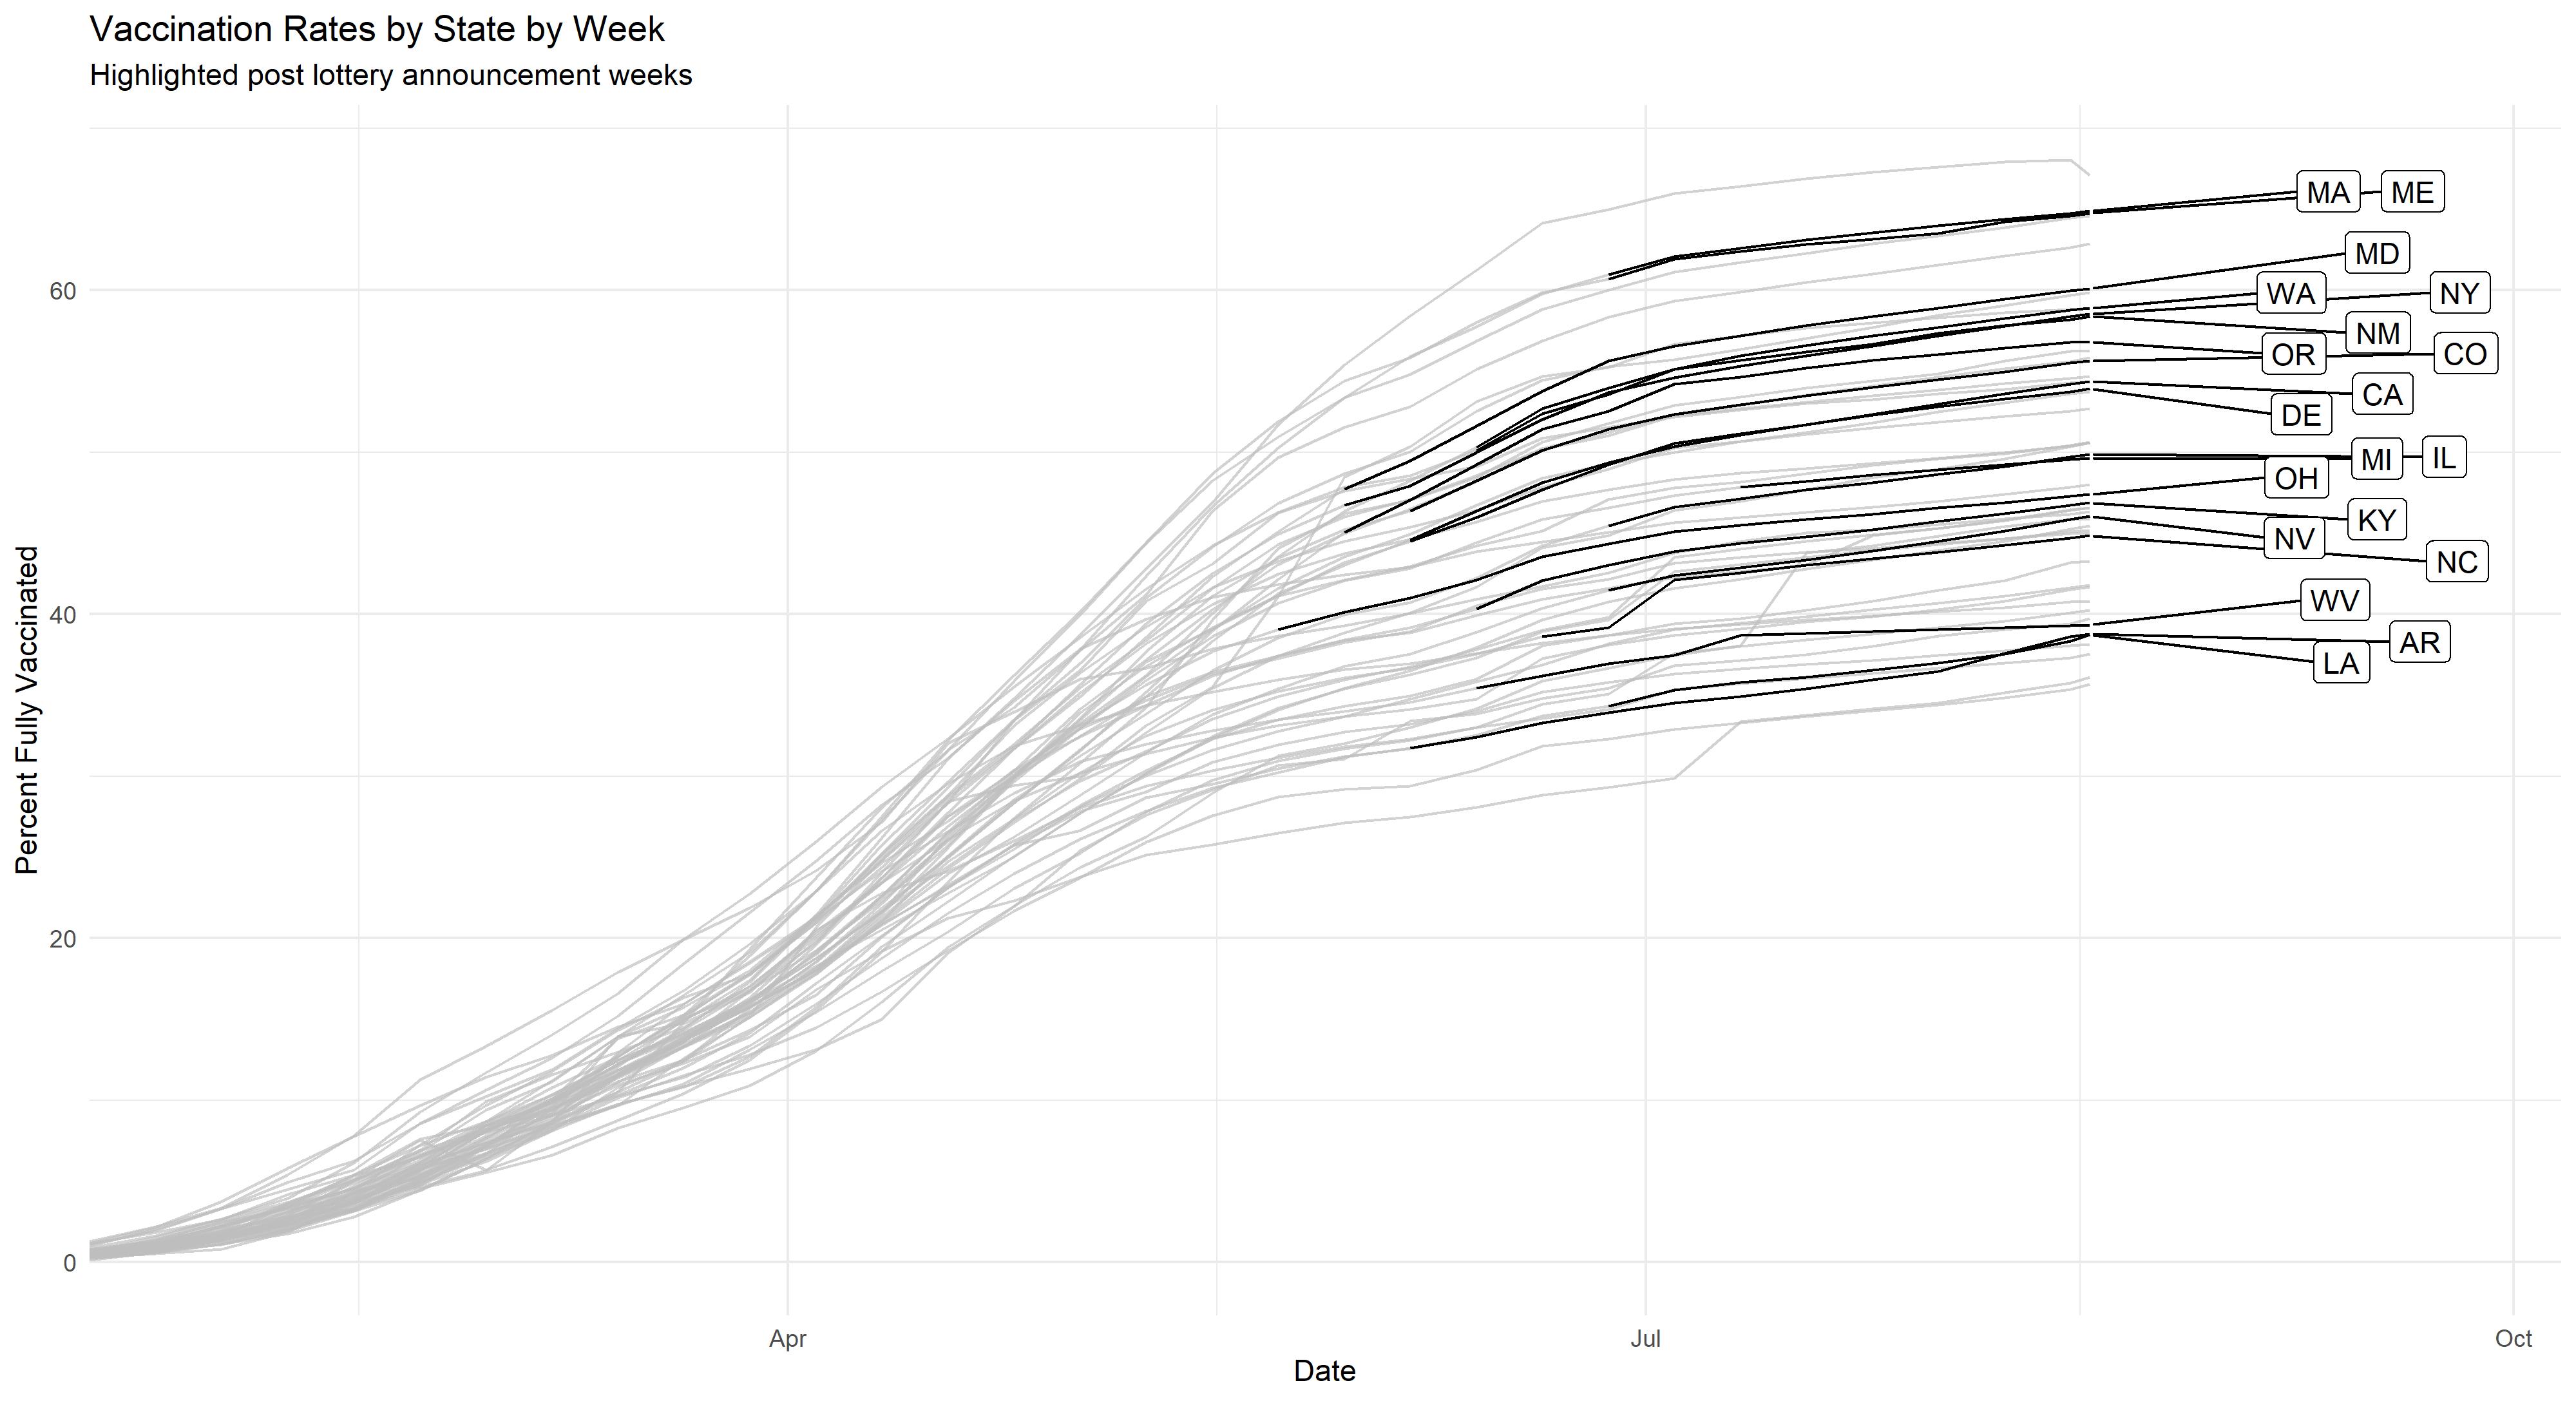 Vaccination Rates by State by Week
Highlighted post lottery announcement weeks
Percent Fully Vaccinated
60
40
20
0
MA ME
MD
WA NY
NM
OR CO
CA
DE
MI IL
OH
KY
NV
NC
WV
AR
LA
Apr Jul Oct
Date